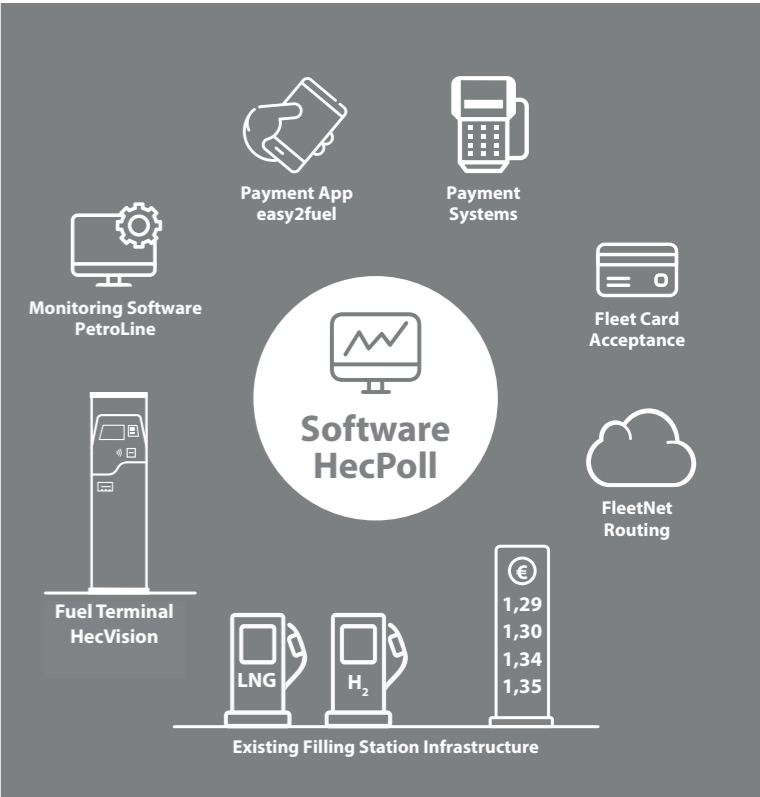 Payment App
easy2fuel
Payment
Systems
Monitoring Software
PetroLine
Fleet Card
Acceptance
Software
HecPoll
FleetNet
Routing
Fuel Terminal
HecVision
€
1,29
1,30
1,34
1,35
LNG
H₂
Existing Filling Station Infrastructure